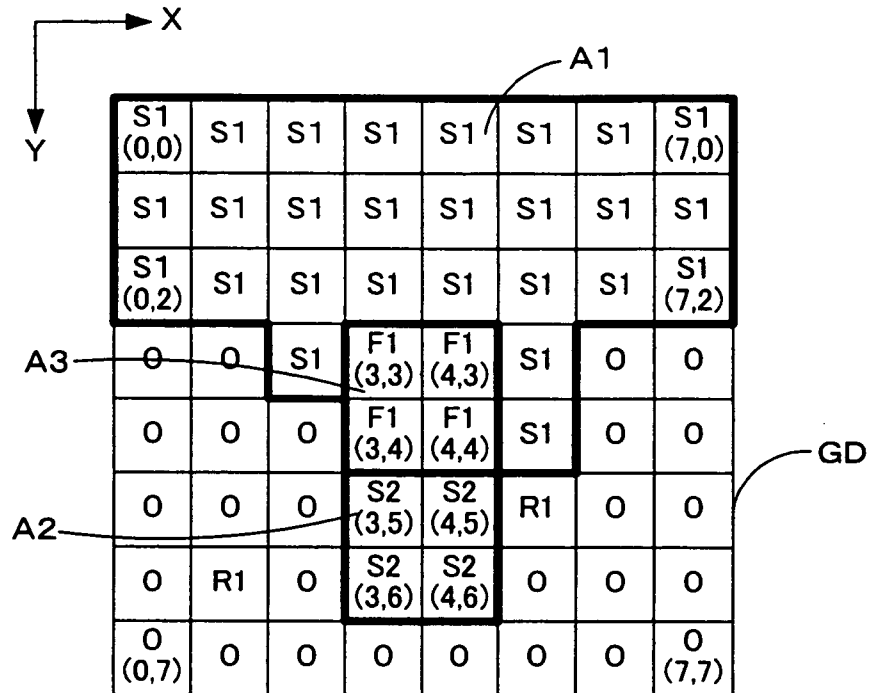 X
Y
A1
S1 (0,0) S1 S1 S1 S1 S1 S1 S1 (7,0)
S1 S1 S1 S1 S1 S1 S1 S1
S1 (0,2) S1 S1 S1 S1 S1 S1 S1 (7,2)
A3
O O S1 F1 (3,3) F1 (4,3) S1 O O
O O O F1 (3,4) F1 (4,4) S1 O O
GD
A2
O O O S2 (3,5) S2 (4,5) R1 O O
O R1 O S2 (3,6) S2 (4,6) O O O
O (0,7) O O O O O O O (7,7)